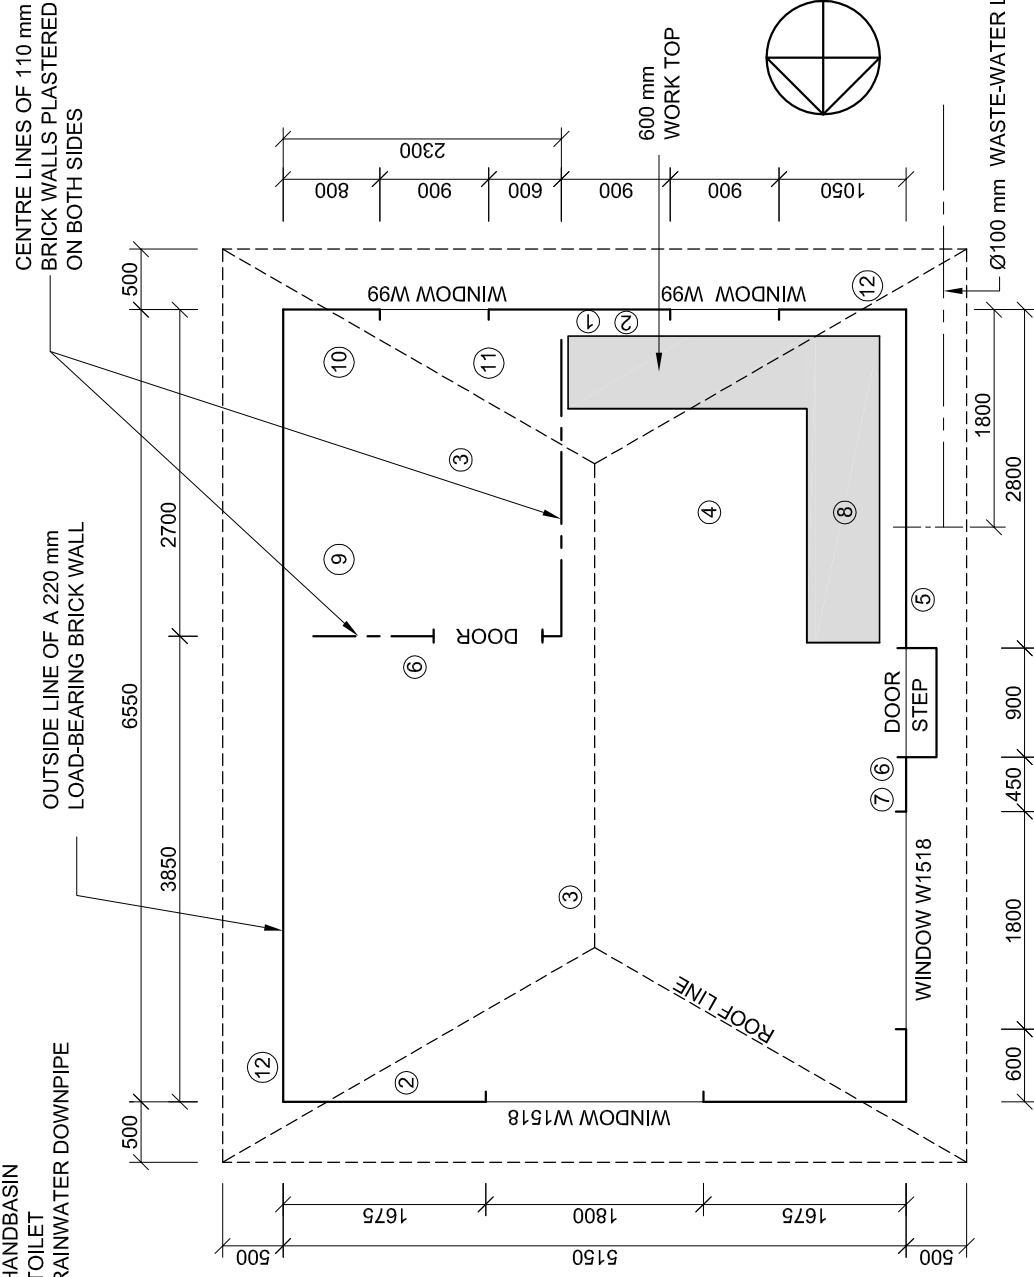 CENTRE LINES OF 110 mm
BRICK WALLS PLASTERED
ON BOTH SIDES
OUTSIDE LINE OF A 220 mm
LOAD-BEARING BRICK WALL
HANDBASIN
TOILET
RAINWATER DOWNPIPE
500
6550
500
2700
3850
2300
800
900
600
900
900
1050
600 mm
WORK TOP
WINDOW W99
WINDOW W99
12
10
11
1
2
3
9
4
8
5
DOOR
6
DOOR
STEP
6
7
3
ROOF LINE
12
2
WINDOW W1518
WINDOW W1518
Ø100 mm WASTE-WATER
1800
2800
900
450
1800
600
1675
1800
1675
500
5150
500